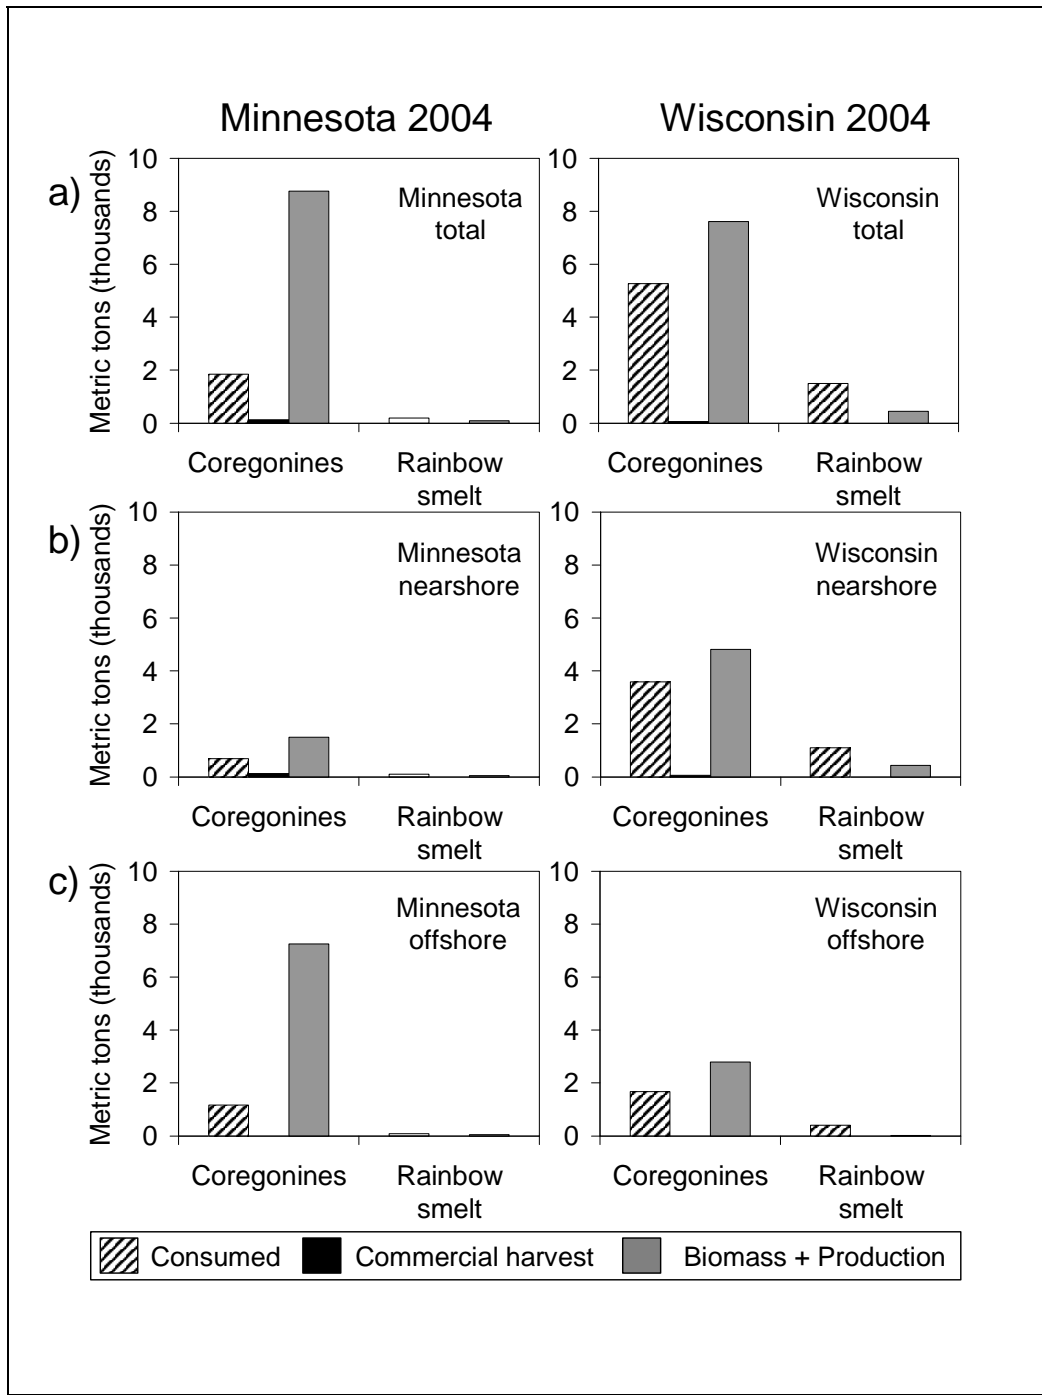 Minnesota 2004
Wisconsin 2004
a)
Metric tons (thousands)
10
8
6
4
2
0
Minnesota
total
Coregonines
Rainbow
smelt
10
8
6
4
2
0
Wisconsin
total
Coregonines
Rainbow
smelt
b)
Metric tons (thousands)
10
8
6
4
2
0
Minnesota
nearshore
Coregonines
Rainbow
smelt
10
8
6
4
2
0
Wisconsin
nearshore
Coregonines
Rainbow
smelt
c)
Metric tons (thousands)
10
8
6
4
2
0
Minnesota
offshore
Coregonines
Rainbow
smelt
10
8
6
4
2
0
Wisconsin
offshore
Coregonines
Rainbow
smelt
Consumed
Commercial harvest
Biomass + Production